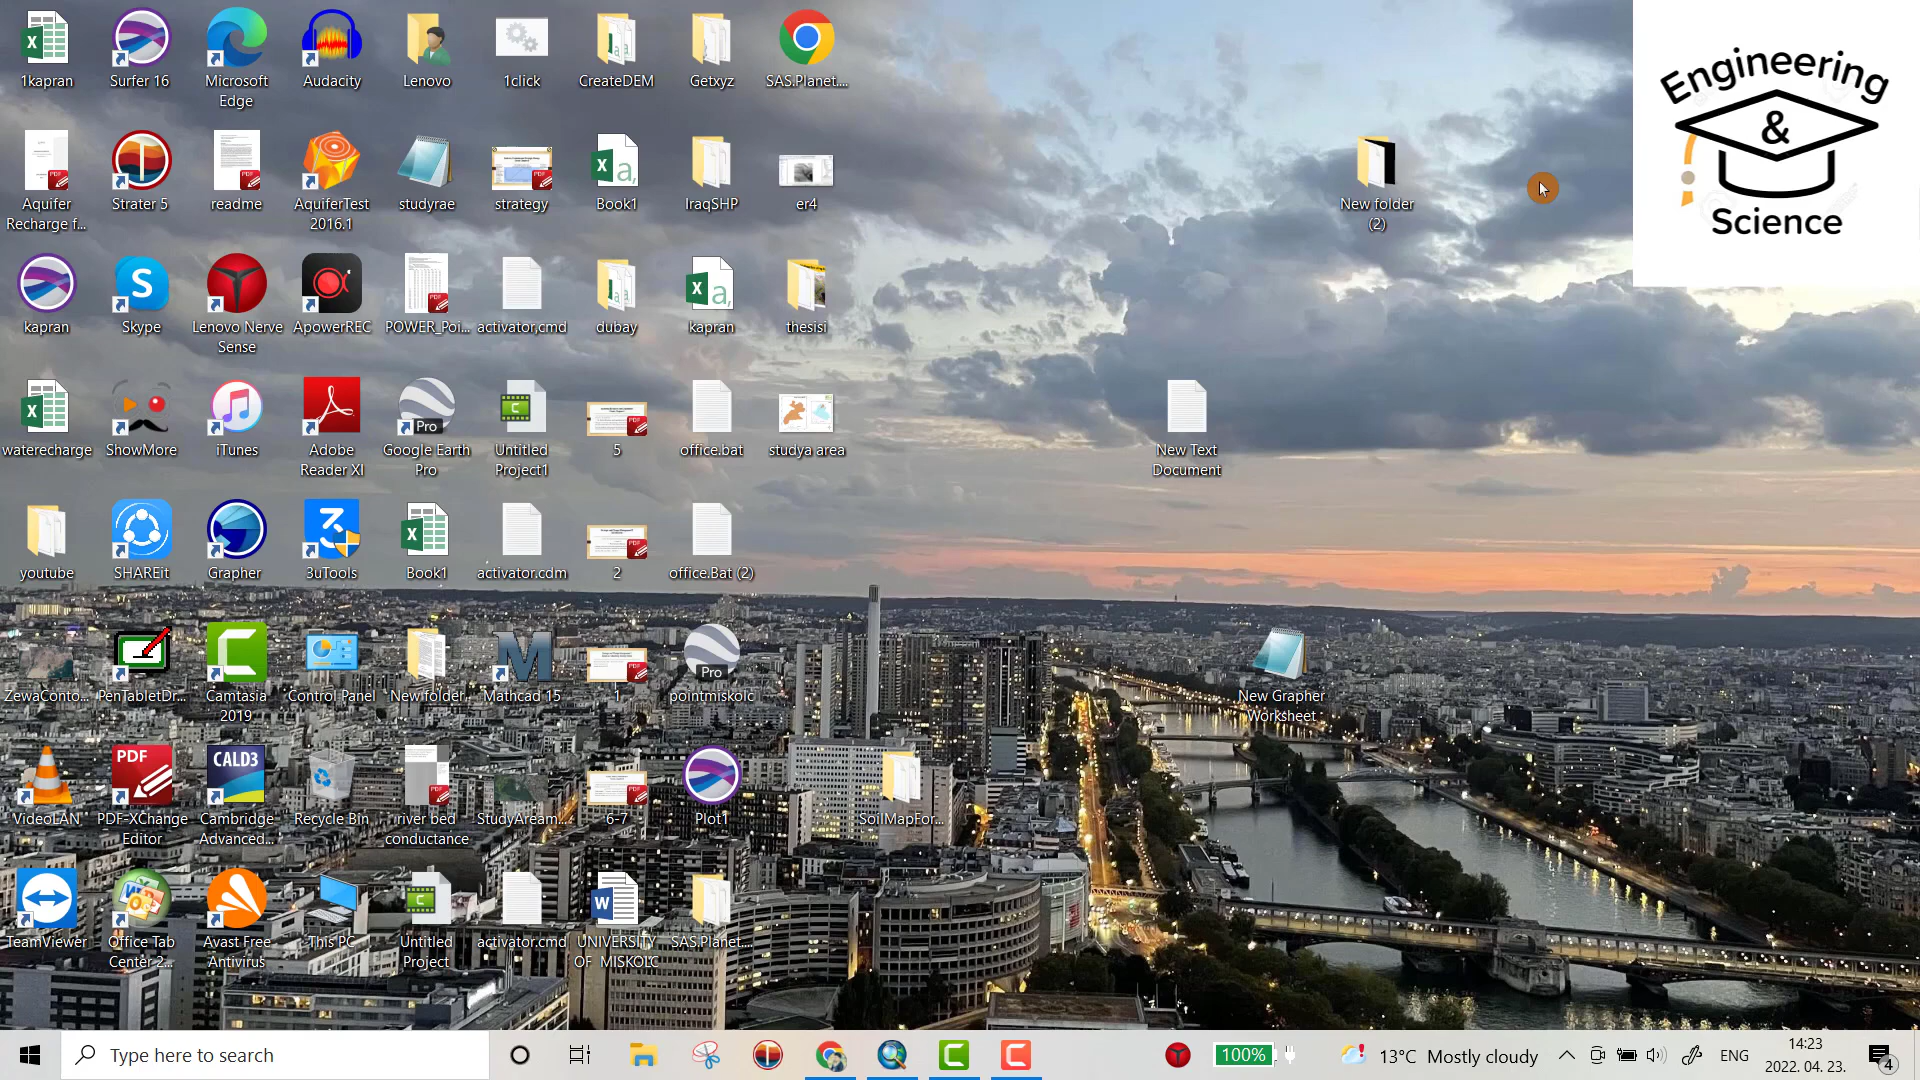 1kapran
Surfer 16
Microsoft Edge
Audacity
Lenovo
1click
CreateDEM
Getxyz
SAS.Planet....
Aquifer Recharge f...
Strater 5
readme
AquiferTest 2016.1
studyrae
strategy
Book1
IraqSHP
er4
New folder (2)
Engineering & Science
kapran
Skype
Lenovo Nerve Sense
ApowerREC
POWER_Poi...
activator,cmd
dubay
kapran
thesisi
waterecharge
ShowMore
iTunes
Adobe Reader XI
Pro
Google Earth Pro
Untitled Project1
5
office.bat
studya area
New Text Document
youtube
SHAREit
Grapher
3uTools
Book1
activator.cdm
2
office.Bat (2)
ZewaConto...
PenTabletDr...
Camtasia 2019
Control Panel
New folder...
Mathcad 15
1
Pro
pointmiskolc
New Grapher Worksheet
VideoLAN
PDF
PDF-XChange Editor
CALD3
Cambridge Advanced...
Recycle Bin
river bed conductance
StudyAream...
6-7
Plot1
SoilMapFor...
TeamViewer
Office Tab Center 2...
Avast Free Antivirus
This PC
Untitled Project
activator.cmd
UNIVERSITY OF MISKOLC
SAS.Planet....
Type here to search
100%
13°C Mostly cloudy
ENG
14:23
2022. 04. 23.
4